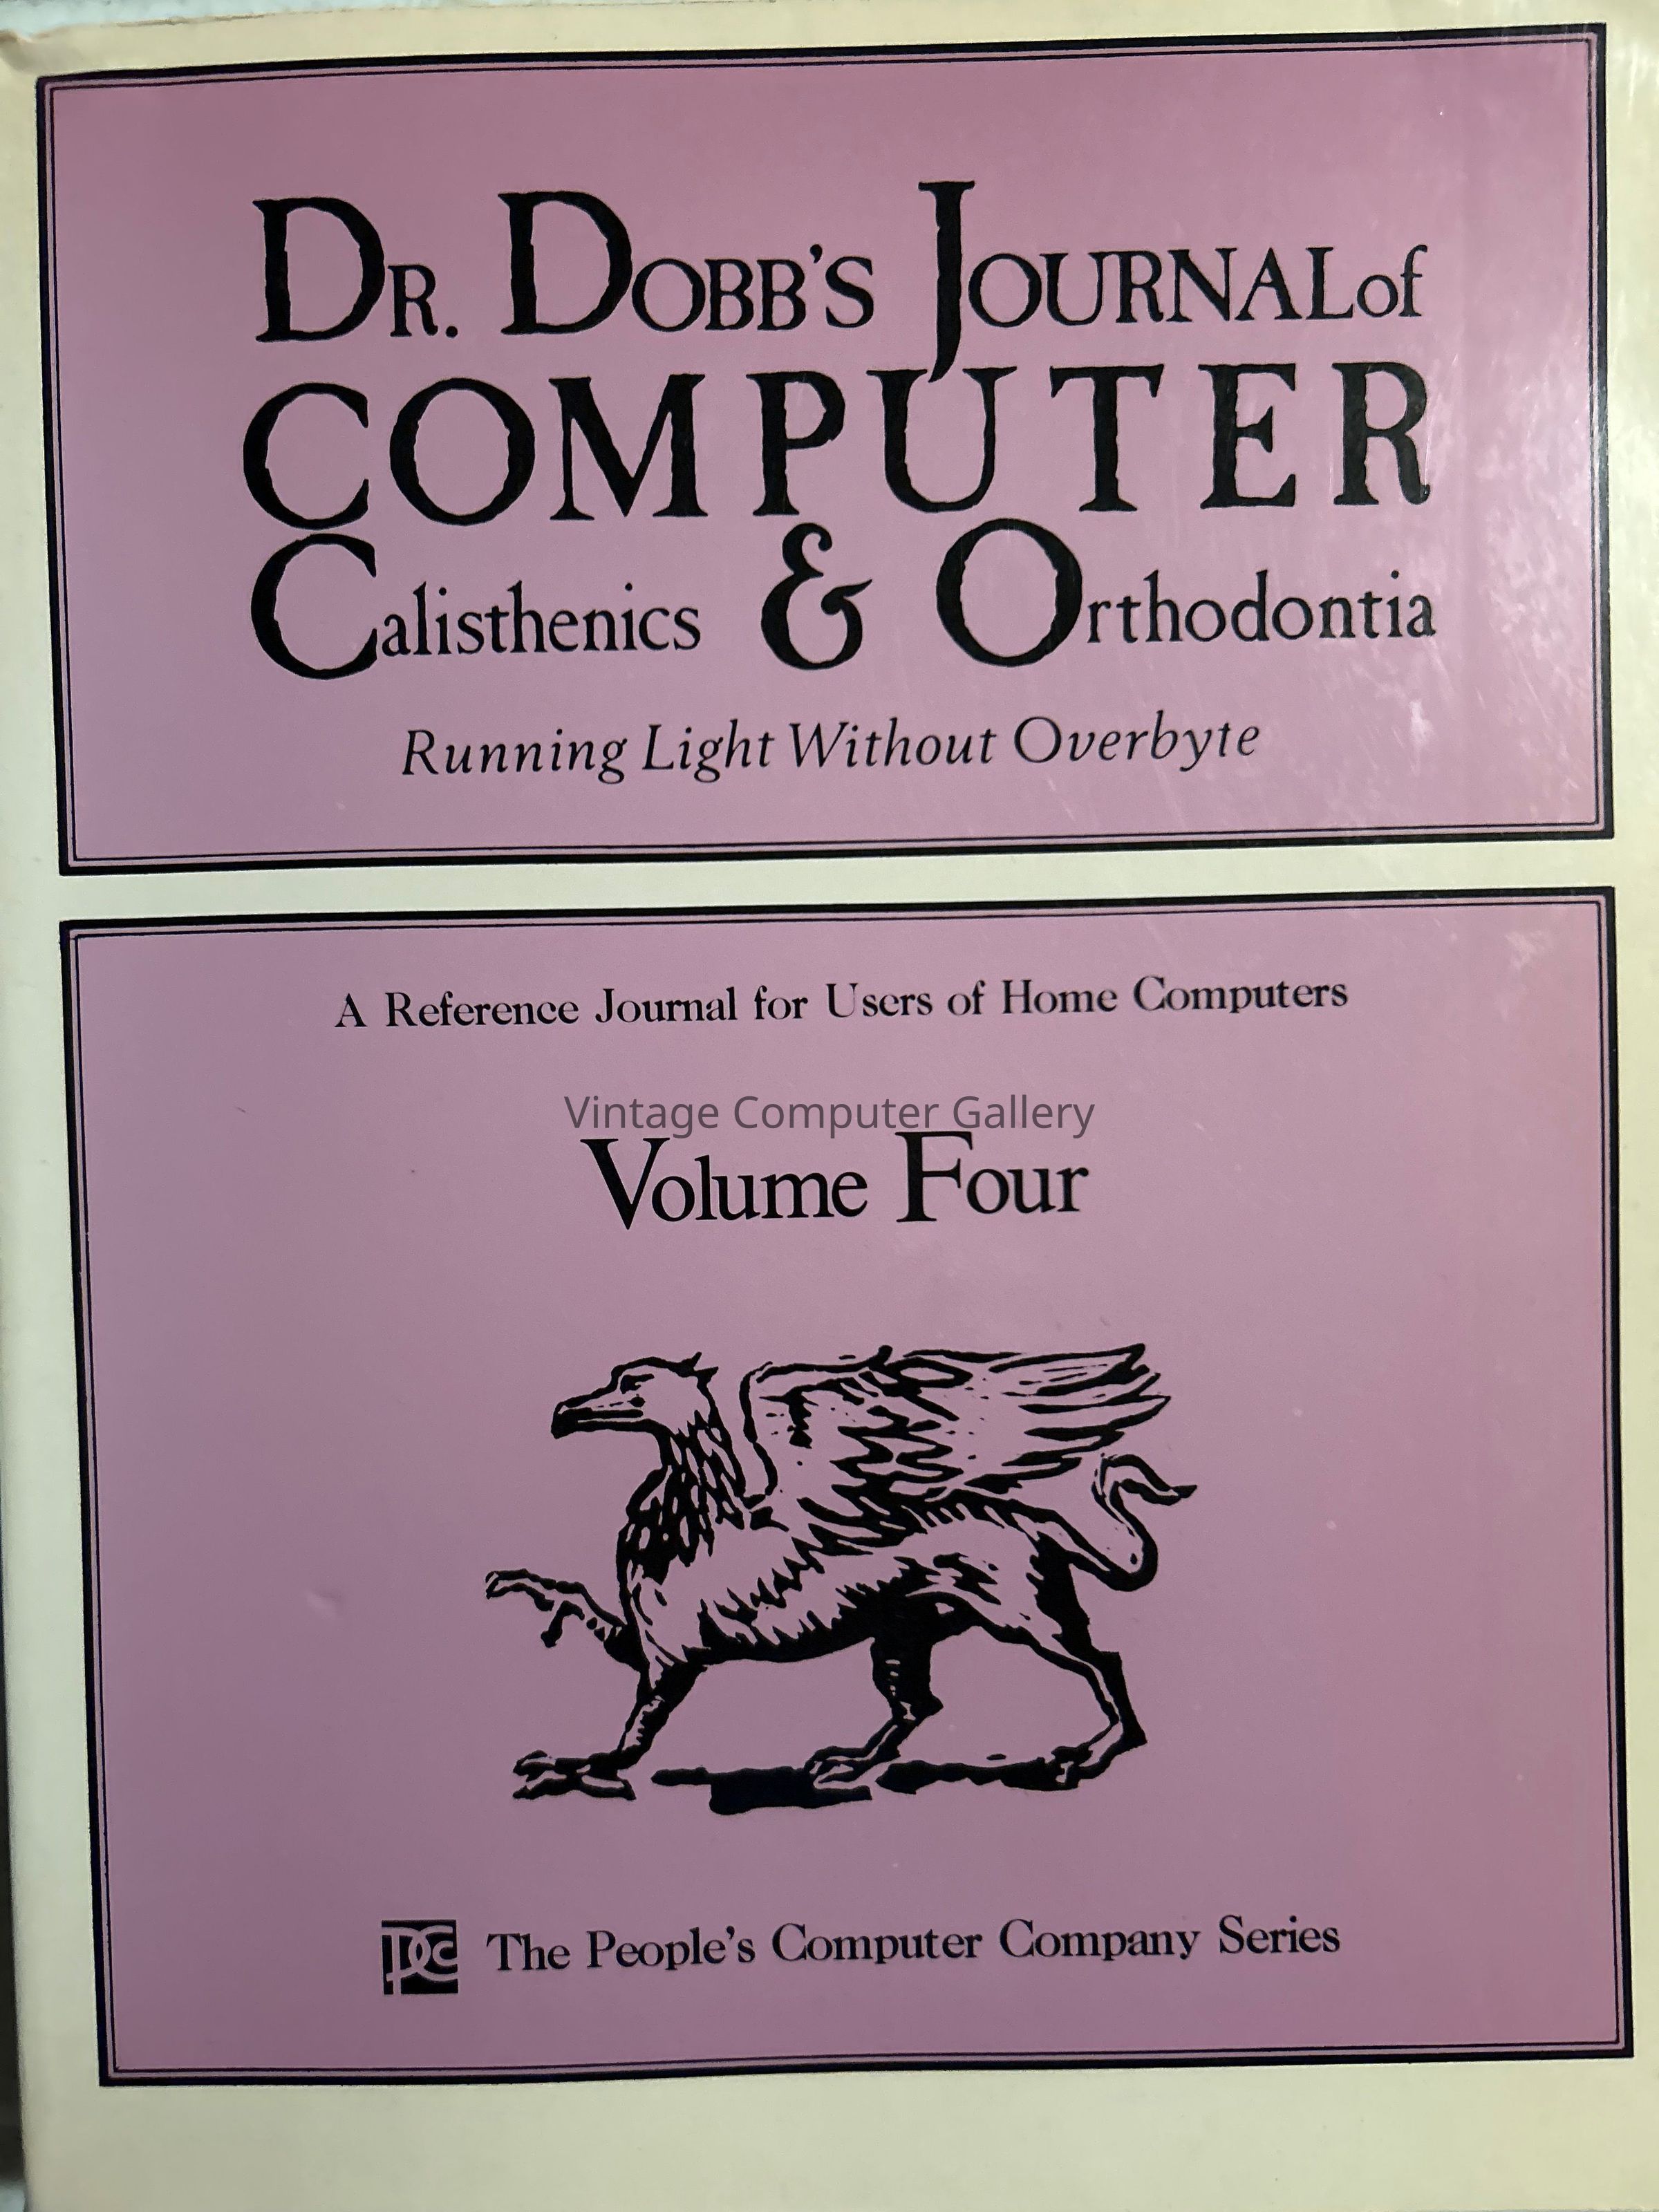 DR. DOBB'S JOURNAL of
COMPUTER
Calisthenics & Orthodontia
Running Light Without Overbyte
A Reference Journal for Users of Home Computers
Vintage Computer Gallery
Volume Four
pcc The People's Computer Company Series